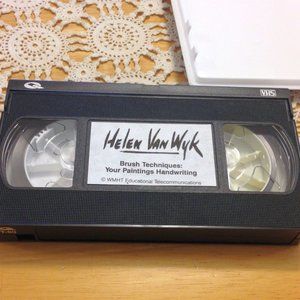 VHS
Helen Van Wyk
Brush Techniques:
Your Paintings Handwriting
© WMHT Educational Telecommunications